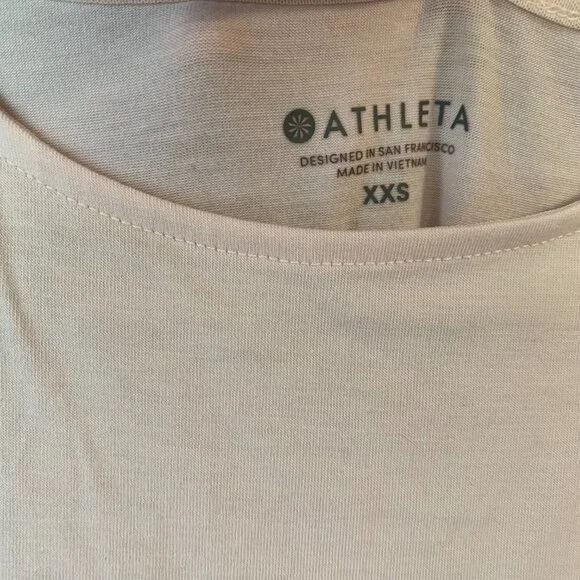 ATHLETA
DESIGNED IN SAN FRANCISCO
MADE IN VIETNAM
XXS